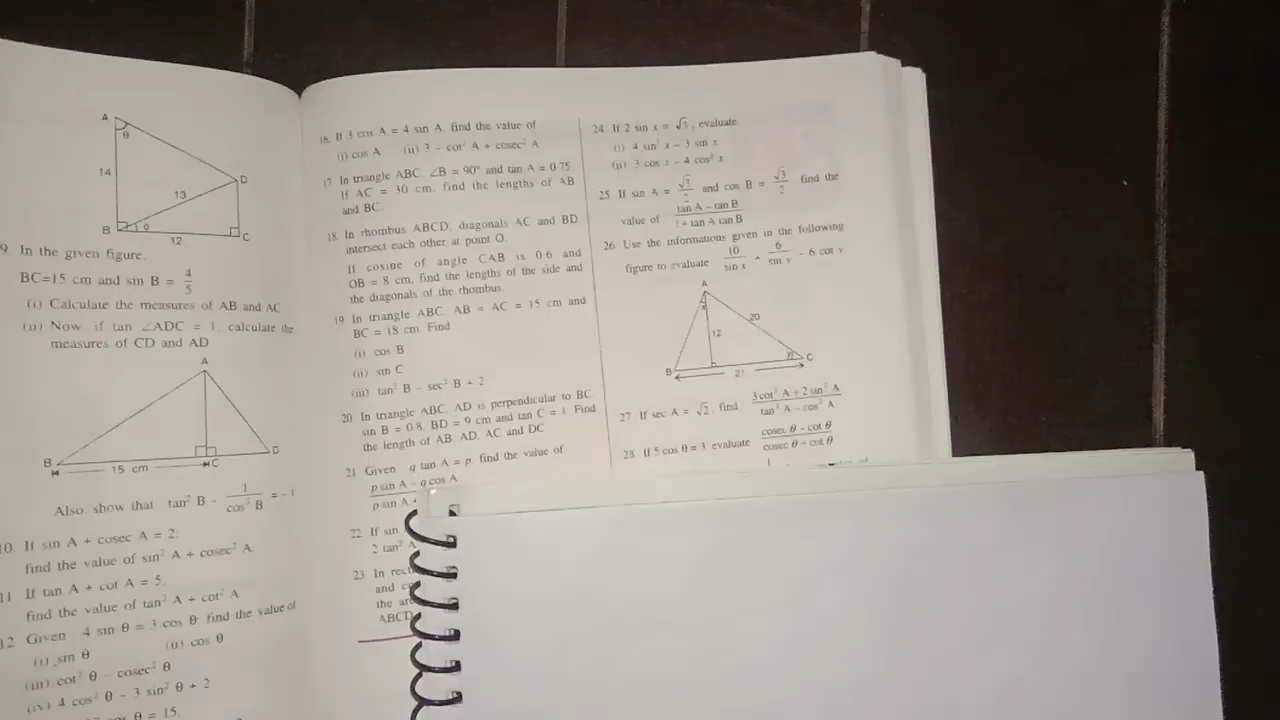 A
θ
14
D
13
B
θ
12
C
9. In the given figure.
BC=15 cm and sin B = 4/5
(i) Calculate the measures of AB and AC
(ii) Now, if tan ∠ADC = 1, calculate the
measures of CD and AD
A
B
15 cm
C
D
Also show that tan² B - 1/cos² B = -1
10. If sin A + cosec A = 2;
find the value of sin² A + cosec² A.
11 If tan A + cot A = 5;
find the value of tan² A + cot² A
12 Given 4 sin θ = 3 cos θ; find the value of
(i) sin θ (ii) cos θ
(iii) cot² θ - cosec² θ
(iv) 4 cos² θ - 3 sin² θ + 2
cos θ = 15,
16. If 3 cos A = 4 sin A, find the value of
(i) cos A (ii) 3 - cot² A + cosec² A
17 In triangle ABC, ∠B = 90° and tan A = 0·75
If AC = 30 cm, find the lengths of AB
and BC.
18. In rhombus ABCD, diagonals AC and BD
intersect each other at point O.
If cosine of angle CAB is 0·6 and
OB = 8 cm, find the lengths of the side and
the diagonals of the rhombus.
19. In triangle ABC, AB = AC = 15 cm and
BC = 18 cm. Find
(i) cos B
(ii) sin C
(iii) tan² B - sec² B + 2
20 In triangle ABC, AD is perpendicular to BC.
sin B = 0·8, BD = 9 cm and tan C = 1. Find
the length of AB, AD, AC and DC
21 Given q tan A = p, find the value of
p sin A - q cos A
p sin A +
22 If sin
2 tan² A
23 In rect
and c
the are
ABCD
24. If 2 sin x = √3, evaluate.
(i) 4 sin³ x - 3 sin x
(ii) 3 cos x - 4 cos³ x
25. If sin A = √3/2 and cos B = √3/2 find the
value of (tan A - tan B)/(1 + tan A tan B)
26 Use the informations given in the following
figure to evaluate 10/sin x + 6/sin y - 6 cot y
A
x
20
12
B
y
C
21
27 If sec A = √2, find (3 cot² A + 2 sin² A)/(tan² A - cos² A)
28. If 5 cos θ = 3, evaluate (cosec θ - cot θ)/(cosec θ + cot θ)